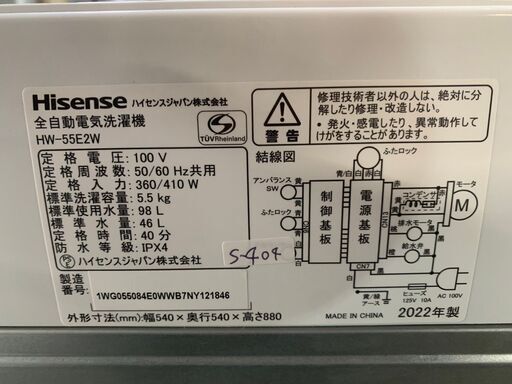 Hisense ハイセンスジャパン株式会社
全自動電気洗濯機
HW-55E2W
TÜVRheinland
定格電圧: 100 V
定格周波数: 50/60 Hz共用
定格入力: 360/410 W
標準洗濯容量: 5.5 kg
標準使用水量: 98 L
標準水量: 46 L
定格時間: 40分
防水等級: IPX4
ハイセンスジャパン株式会社
製造
番号:
1WG055084E0WWB7NY121846
外形寸法(mm):幅540×奥行540×高さ880
警告
修理技術者以外の人は、絶対に分
解したり修理・改造しない。
・発火・感電したり、異常動作して
けがをすることがあります。
結線図
ふたロック
アンバランス
SW
ふたロック
SW
制御基板
電源基板
CN13
CN7
コンデンサ
モータ
M
排水モータ
給水弁
黄/緑
アース
ヒューズ
125V 10A
AC 100V
S-404
MADE IN CHINA
2022年製